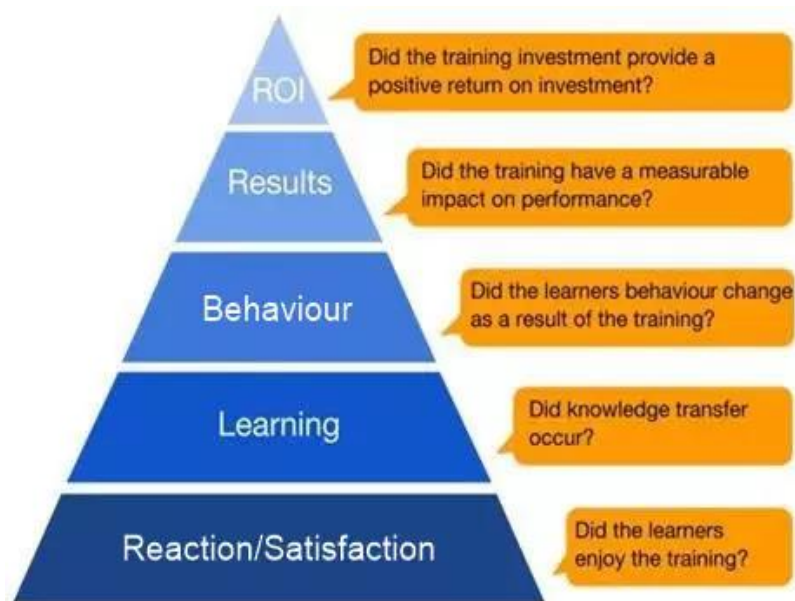 ROI
Did the training investment provide a
positive return on investment?
Results
Did the training have a measurable
impact on performance?
Behaviour
Did the learners behaviour change
as a result of the training?
Learning
Did knowledge transfer
occur?
Reaction/Satisfaction
Did the learners
enjoy the training?